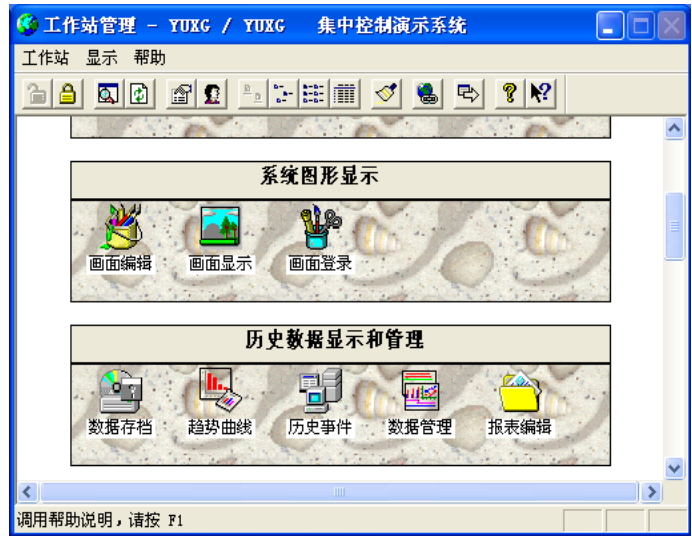 工作站管理 - YUXG / YUXG 集中控制演示系统
工作站 显示 帮助
系统图形显示
画面编辑 画面显示 画面登录
历史数据显示和管理
数据存档 趋势曲线 历史事件 数据管理 报表编辑
调用帮助说明，请按 F1